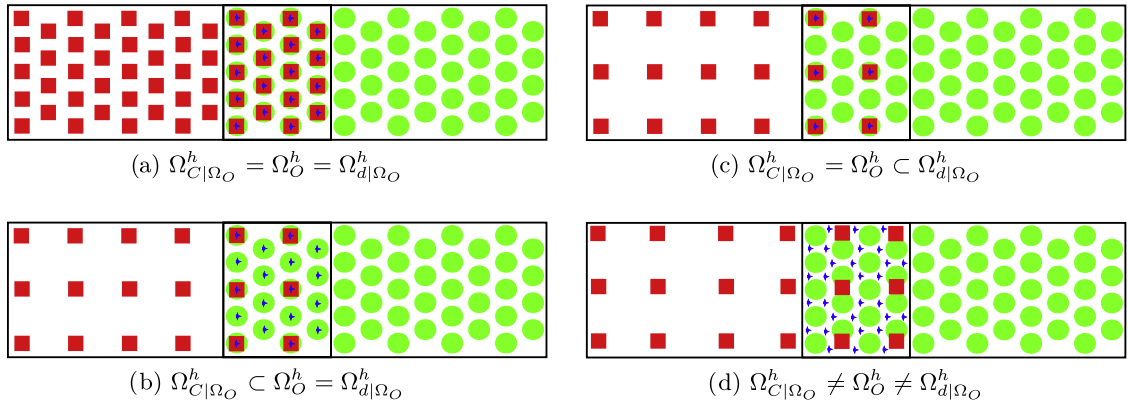 (a) Ω^h_{C|Ω_O} = Ω^h_O = Ω^h_{d|Ω_O}
(c) Ω^h_{C|Ω_O} = Ω^h_O ⊂ Ω^h_{d|Ω_O}
(b) Ω^h_{C|Ω_O} ⊂ Ω^h_O = Ω^h_{d|Ω_O}
(d) Ω^h_{C|Ω_O} ≠ Ω^h_O ≠ Ω^h_{d|Ω_O}